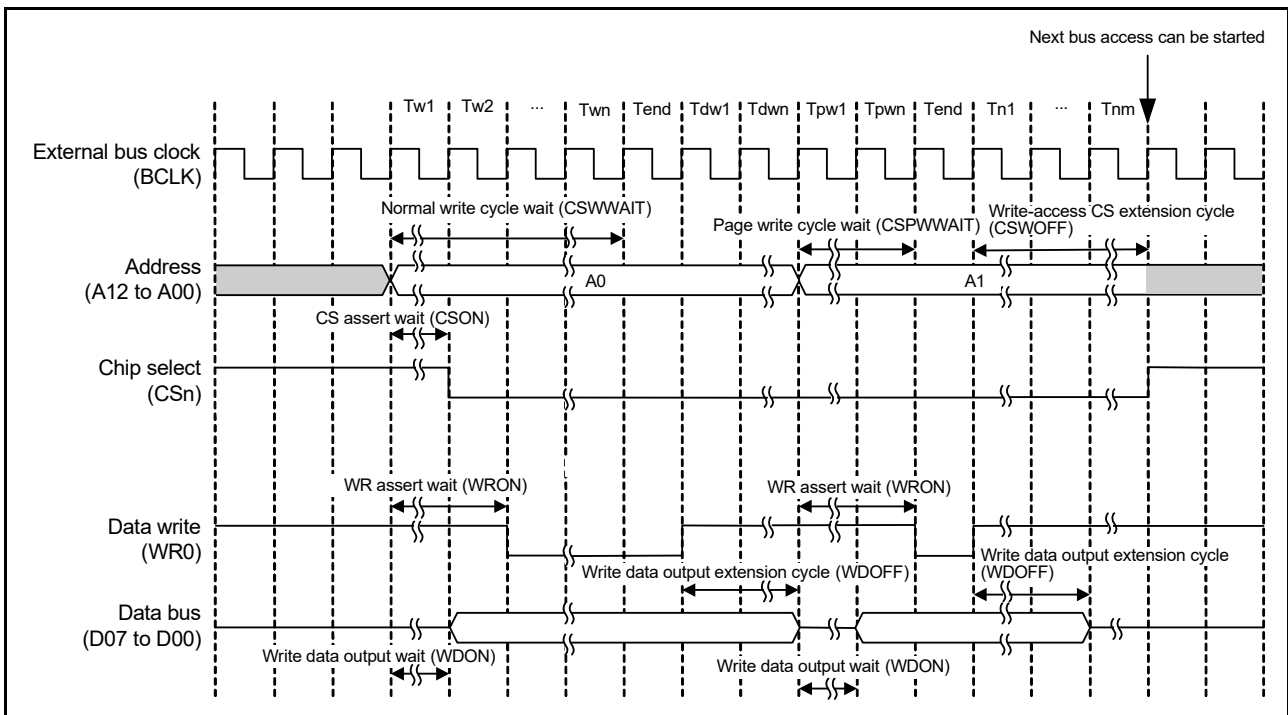 Next bus access can be started
Tw1 Tw2 ... Twn Tend Tdw1 Tdwn Tpw1 Tpwn Tend Tn1 ... Tnm
External bus clock
(BCLK)
Normal write cycle wait (CSWWAIT)
Page write cycle wait (CSPWWAIT)
Write-access CS extension cycle
(CSWOFF)
Address
(A12 to A00)
A0
A1
CS assert wait (CSON)
Chip select
(CSn)
WR assert wait (WRON)
WR assert wait (WRON)
Data write
(WR0)
Write data output extension cycle (WDOFF)
Write data output extension cycle
(WDOFF)
Data bus
(D07 to D00)
Write data output wait (WDON)
Write data output wait (WDON)